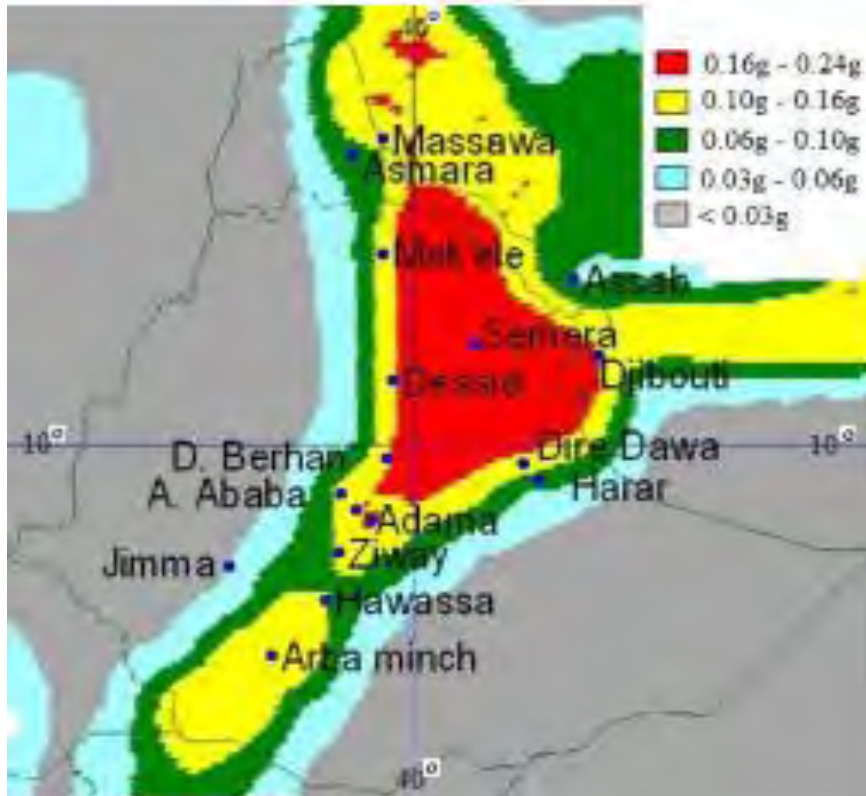 40°
0.16g - 0.24g
0.10g - 0.16g
0.06g - 0.10g
0.03g - 0.06g
< 0.03g
Massawa
Asmara
Mek'ele
Assab
Semera
Djibouti
Dessie
10°
10°
D. Berhan
Dire Dawa
A. Ababa
Harar
Adama
Jimma
Ziway
Hawassa
Arba minch
40°